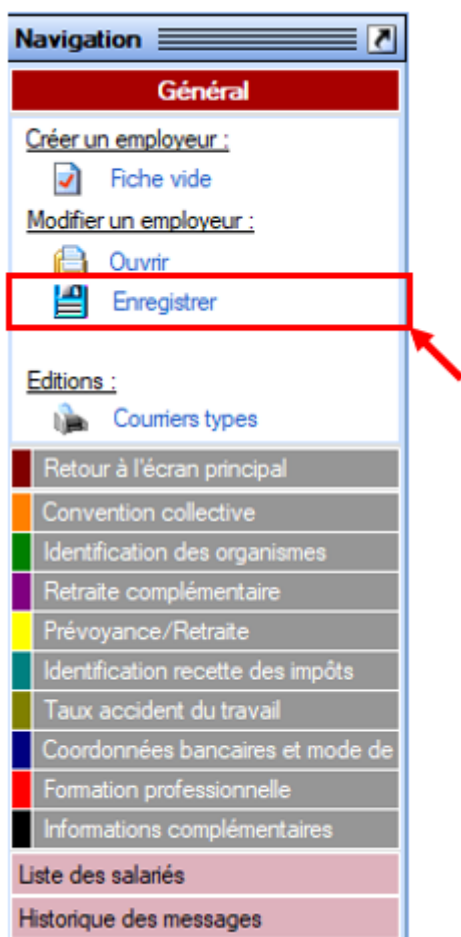 Navigation
Général
Créer un employeur :
Fiche vide
Modifier un employeur :
Ouvrir
Enregistrer
Editions :
Courriers types
Retour à l'écran principal
Convention collective
Identification des organismes
Retraite complémentaire
Prévoyance/Retraite
Identification recette des impôts
Taux accident du travail
Coordonnées bancaires et mode de
Formation professionnelle
Informations complémentaires
Liste des salariés
Historique des messages